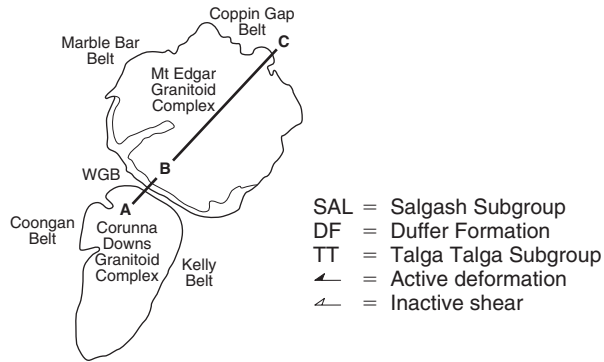 Coppin Gap
Belt
C
Marble Bar
Belt
Mt Edgar
Granitoid
Complex
B
WGB
A
Coongan
Belt
Corunna
Downs
Granitoid
Complex
Kelly
Belt
SAL = Salgash Subgroup
DF = Duffer Formation
TT = Talga Talga Subgroup
= Active deformation
= Inactive shear